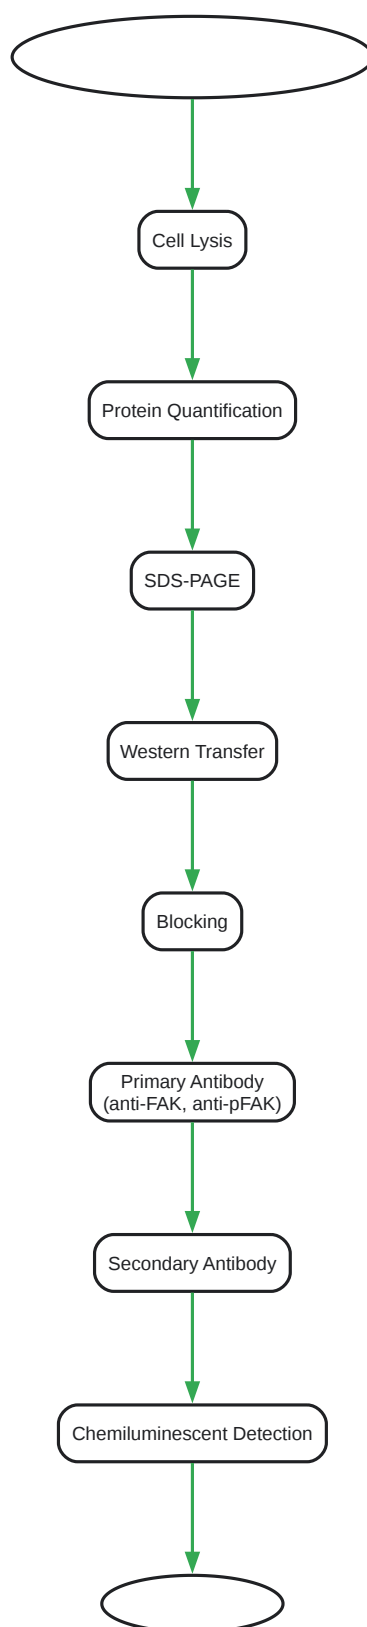 Cell Lysis
Protein Quantification
SDS-PAGE
Western Transfer
Blocking
Primary Antibody
(anti-FAK, anti-pFAK)
Secondary Antibody
Chemiluminescent Detection